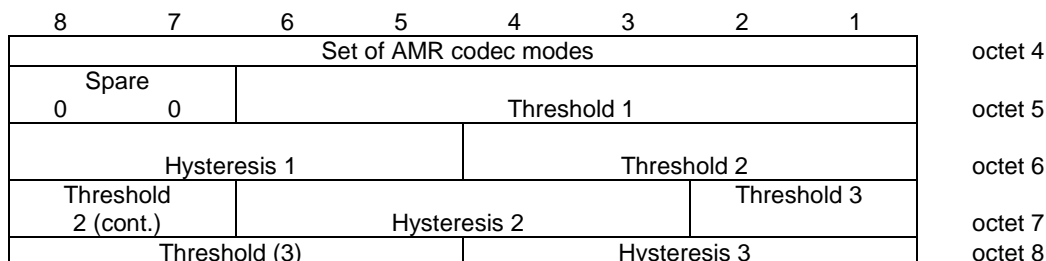 8 7 6 5 4 3 2 1
Set of AMR codec modes octet 4
Spare
0 0 Threshold 1 octet 5
Hysteresis 1 Threshold 2 octet 6
Threshold Threshold 3
2 (cont.) Hysteresis 2 octet 7
Threshold (3) Hysteresis 3 octet 8